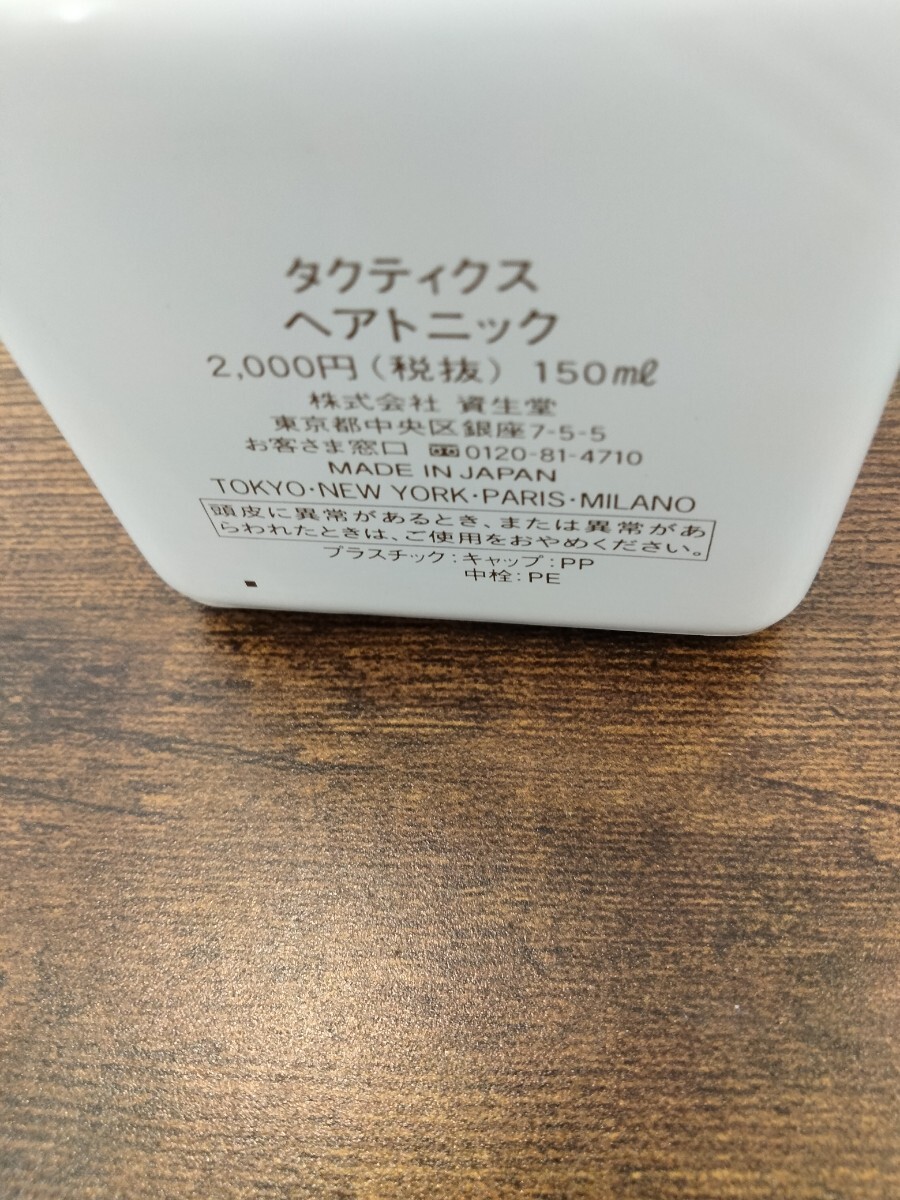 タクティクス
ヘアトニック
2,000円(税抜) 150ml
株式会社 資生堂
東京都中央区銀座7-5-5
お客さま窓口 0120-81-4710
MADE IN JAPAN
TOKYO・NEW YORK・PARIS・MILANO
頭皮に異常があるとき、または異常があ
らわれたときは、ご使用をおやめください。
プラスチック:キャップ:PP
中栓:PE